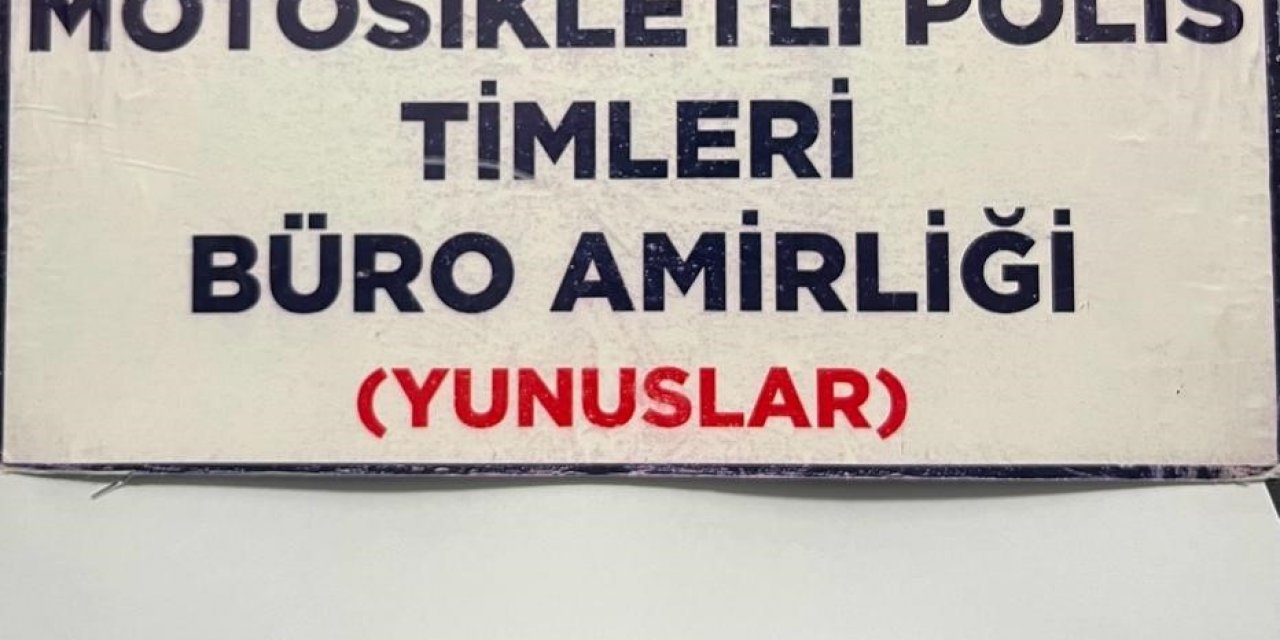 MOTOSİKLETLİ POLİS
TİMLERİ
BÜRO AMİRLİĞİ
(YUNUSLAR)